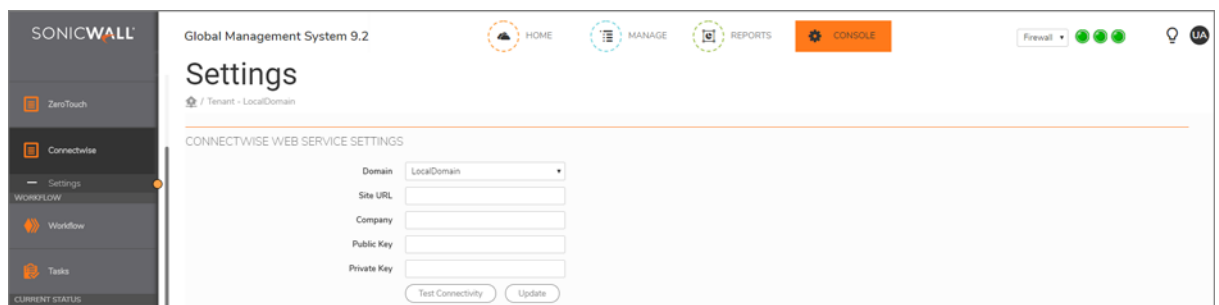 SONICWALL
Global Management System 9.2
HOME
MANAGE
REPORTS
CONSOLE
Firewall
UA
Settings
/ Tenant - LocalDomain
ZeroTouch
Connectwise
Settings
WORKFLOW
Workflow
Tasks
CURRENT STATUS
CONNECTWISE WEB SERVICE SETTINGS
Domain LocalDomain
Site URL
Company
Public Key
Private Key
Test Connectivity Update